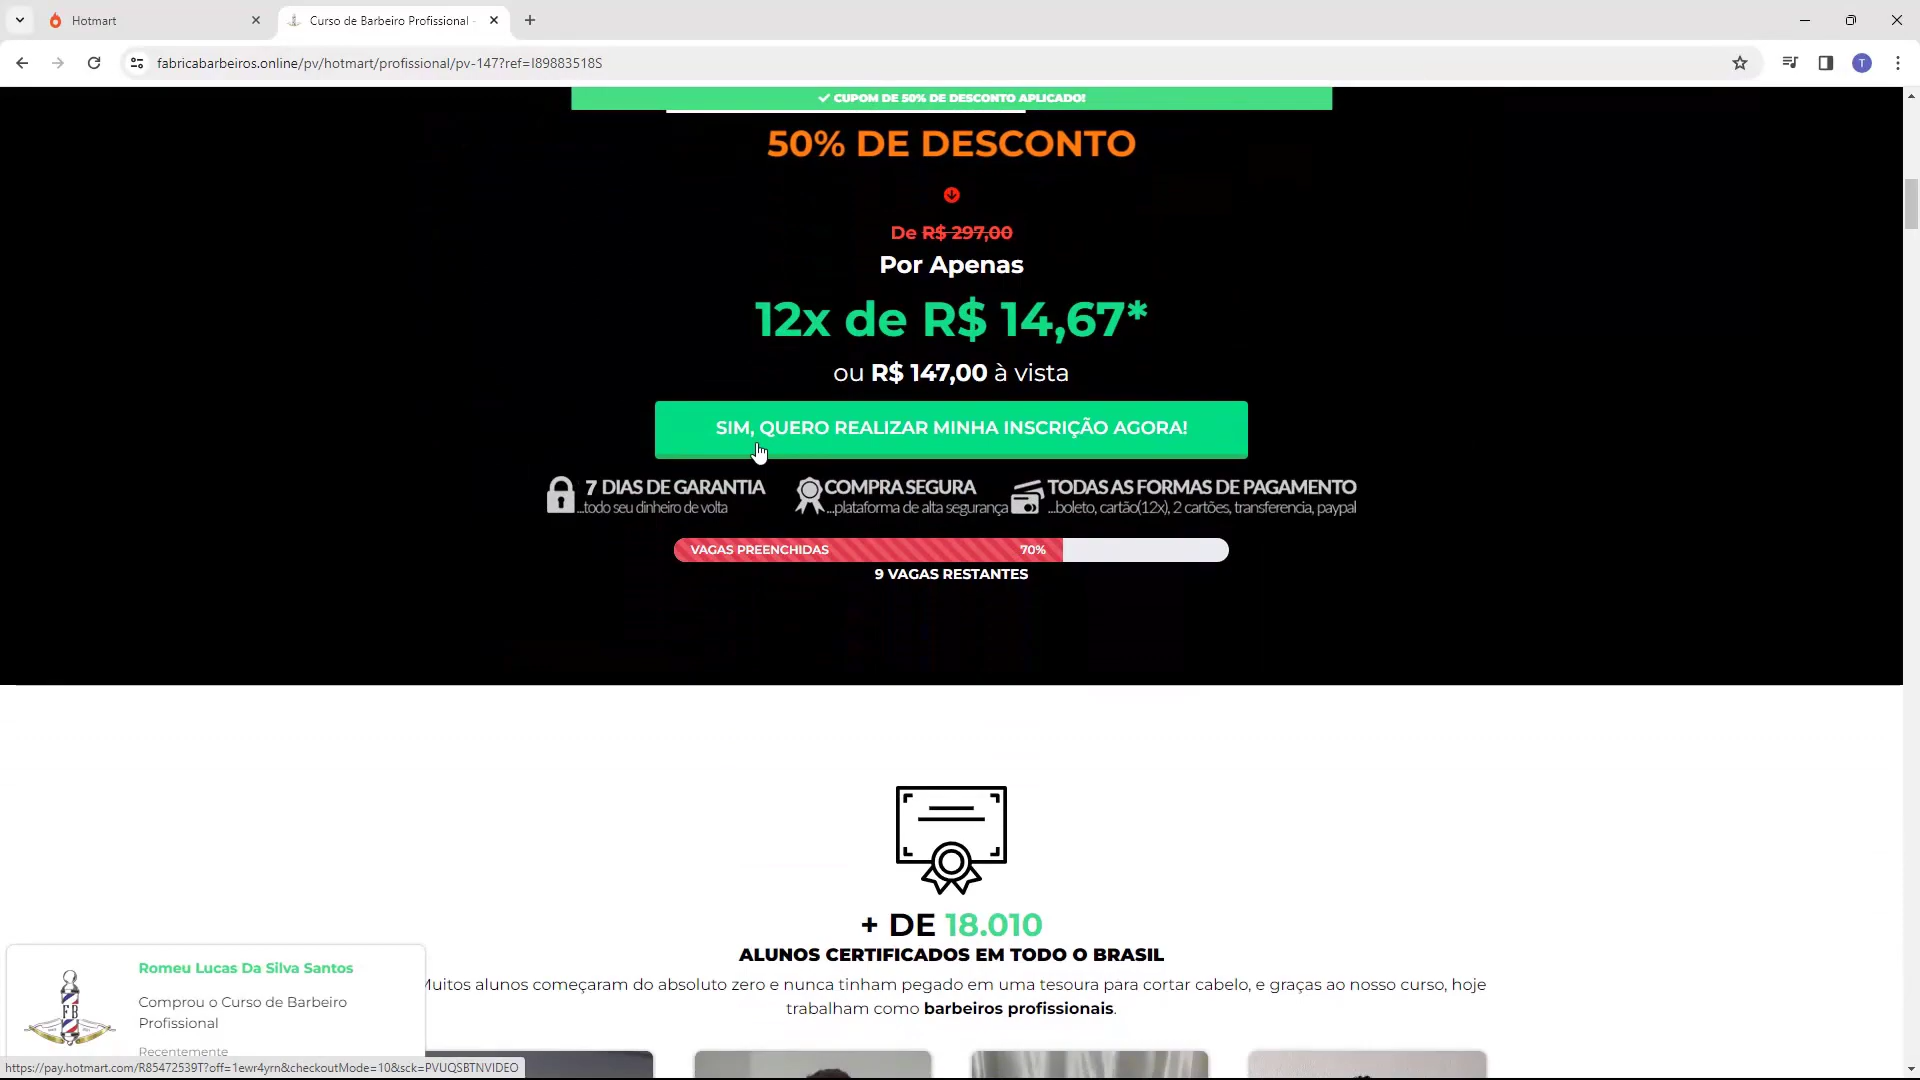 Hotmart
Curso de Barbeiro Profissional -
fabricabarbeiros.online/pv/hotmart/profissional/pv-147?ref=I89883518S
T
CUPOM DE 50% DE DESCONTO APLICADO!
50% DE DESCONTO
De R$ 297,00
Por Apenas
12x de R$ 14,67*
ou R$ 147,00 à vista
SIM, QUERO REALIZAR MINHA INSCRIÇÃO AGORA!
7 DIAS DE GARANTIA
...todo seu dinheiro de volta
COMPRA SEGURA
...plataforma de alta segurança
TODAS AS FORMAS DE PAGAMENTO
...boleto, cartão(12x), 2 cartões, transferencia, paypal
VAGAS PREENCHIDAS 70%
9 VAGAS RESTANTES
+ DE 18.010
ALUNOS CERTIFICADOS EM TODO O BRASIL
Muitos alunos começaram do absoluto zero e nunca tinham pegado em uma tesoura para cortar cabelo, e graças ao nosso curso, hoje
trabalham como barbeiros profissionais.
FB
Romeu Lucas Da Silva Santos
Comprou o Curso de Barbeiro
Profissional
Recentemente
https://pay.hotmart.com/R85472539T?off=1ewr4yrn&checkoutMode=10&sck=PVUQSBTNVIDEO